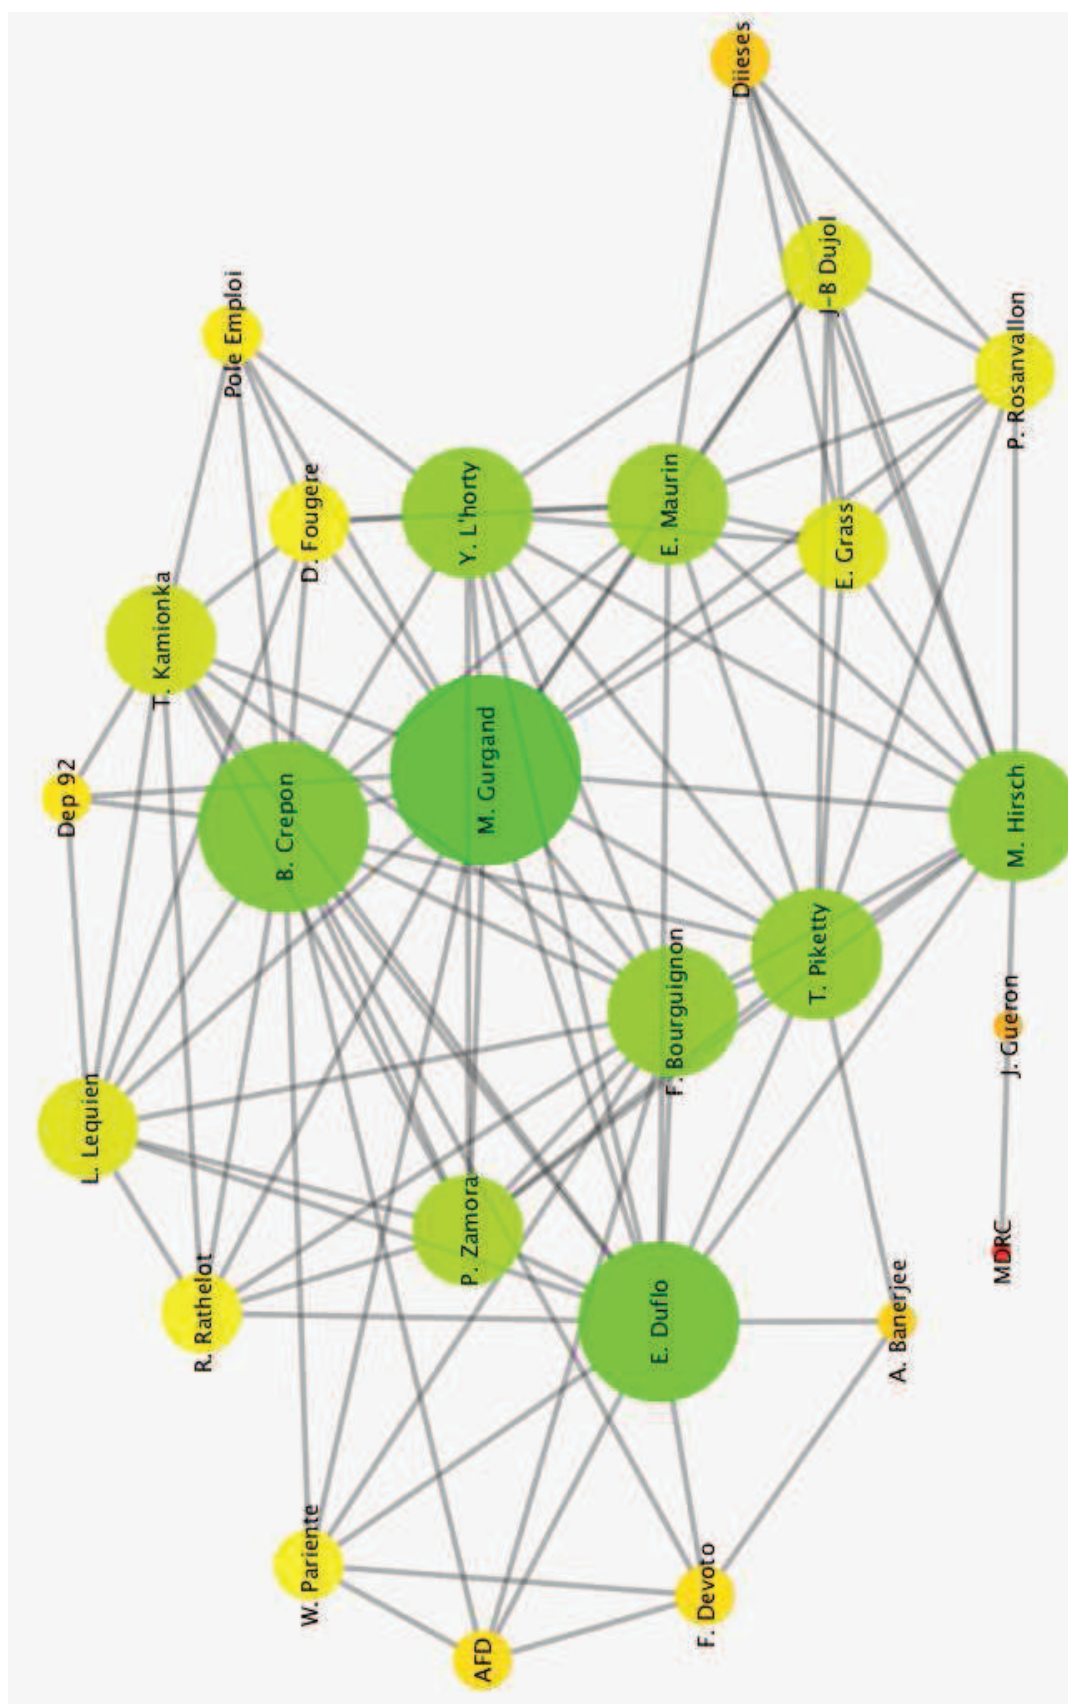 Dep 92
L. Lequien
T. Kamionka
R. Rathelot
Pole Emploi
B. Crepon
W. Pariente
D. Fougere
P. Zamora
Y. L'horty
AFD
M. Gurgand
E. Duflo
E. Maurin
F. Bourguignon
F. Devoto
Diieses
T. Piketty
J-B Dujol
E. Grass
A. Banerjee
MDRC
J. Gueron
M. Hirsch
P. Rosanvallon